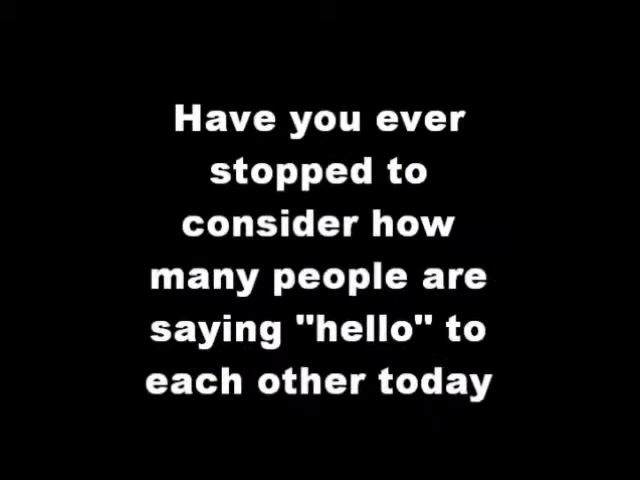 Have you ever
stopped to
consider how
many people are
saying "hello" to
each other today